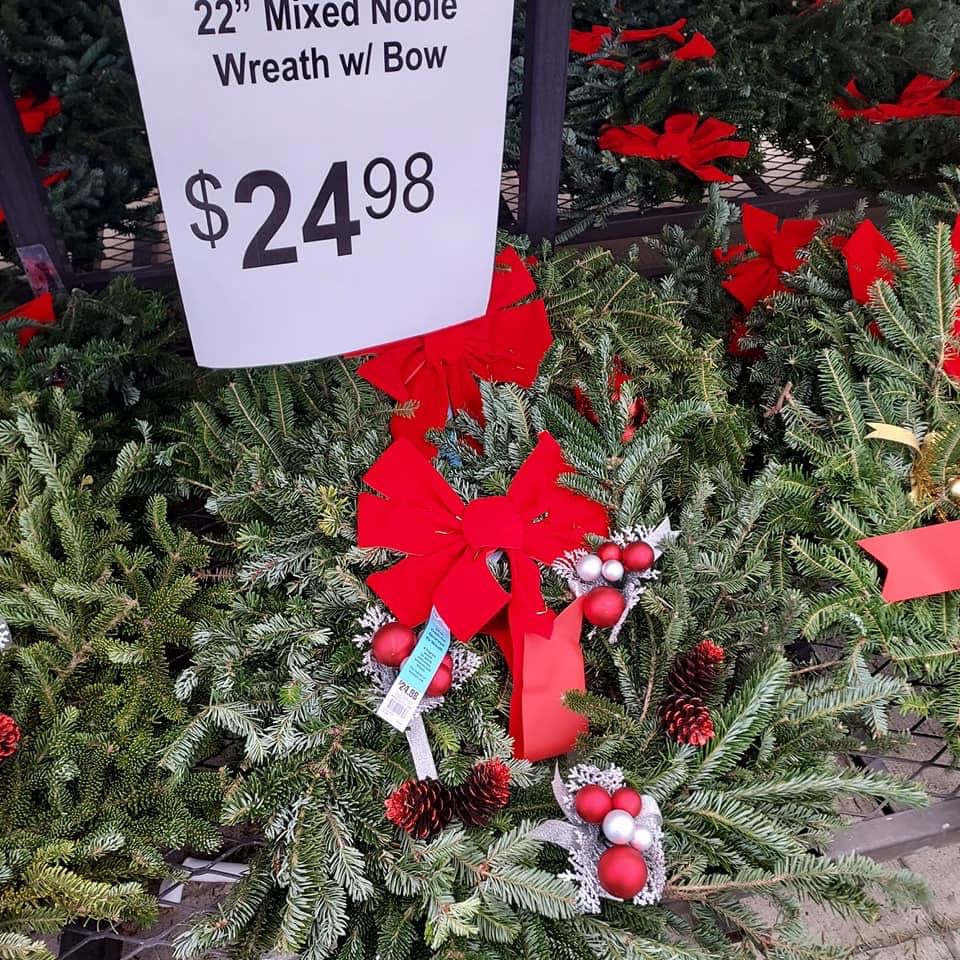 22” Mixed Noble
Wreath w/ Bow
$24⁹⁸
$24.98